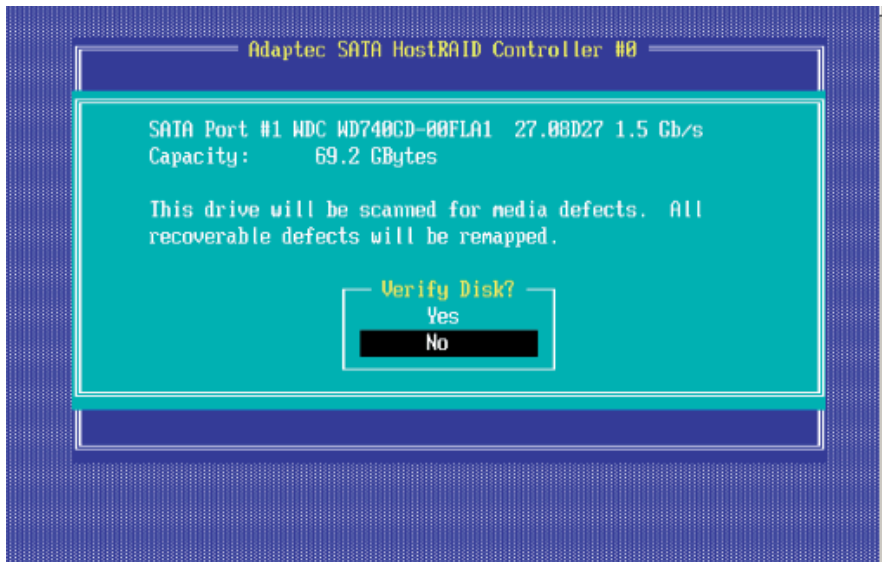 Adaptec SATA HostRAID Controller #0
SATA Port #1 WDC WD740GD-00FLA1 27.08D27 1.5 Gb/s
Capacity: 69.2 GBytes
This drive will be scanned for media defects. All
recoverable defects will be remapped.
Verify Disk?
Yes
No